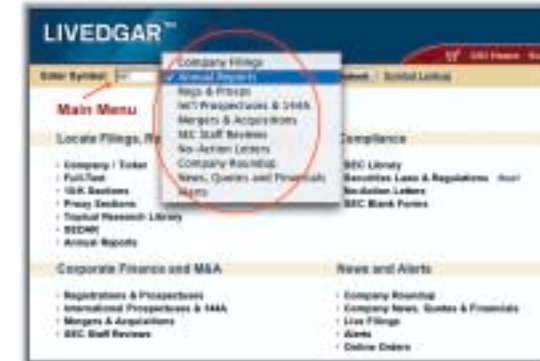 LIVEDGAR™
Enter Symbol:
Symbol Lookup
Company Filings
Annual Reports
Regs & Prosps
Int'l Prospectuses & 144A
Mergers & Acquisitions
SEC Staff Reviews
No-Action Letters
Company Roundup
News, Quotes and Financials
Alerts
Main Menu
Locate Filings,
Compliance
Company / Ticker
Full-Text
10-K Sections
Proxy Sections
Topical Research Library
SEDAR
Annual Reports
SEC Library
Securities Laws & Regulations
No-Action Letters
SEC Blank Forms
Corporate Finance and M&A
News and Alerts
Registrations & Prospectuses
International Prospectuses & 144A
Mergers & Acquisitions
SEC Staff Reviews
Company Roundup
Company News, Quotes & Financials
Live Filings
Alerts
Online Orders